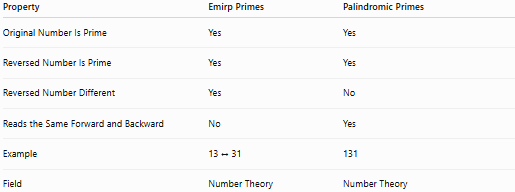 Property Emirp Primes Palindromic Primes
Original Number Is Prime Yes Yes
Reversed Number Is Prime Yes Yes
Reversed Number Different Yes No
Reads the Same Forward and Backward No Yes
Example 13 ↔ 31 131
Field Number Theory Number Theory